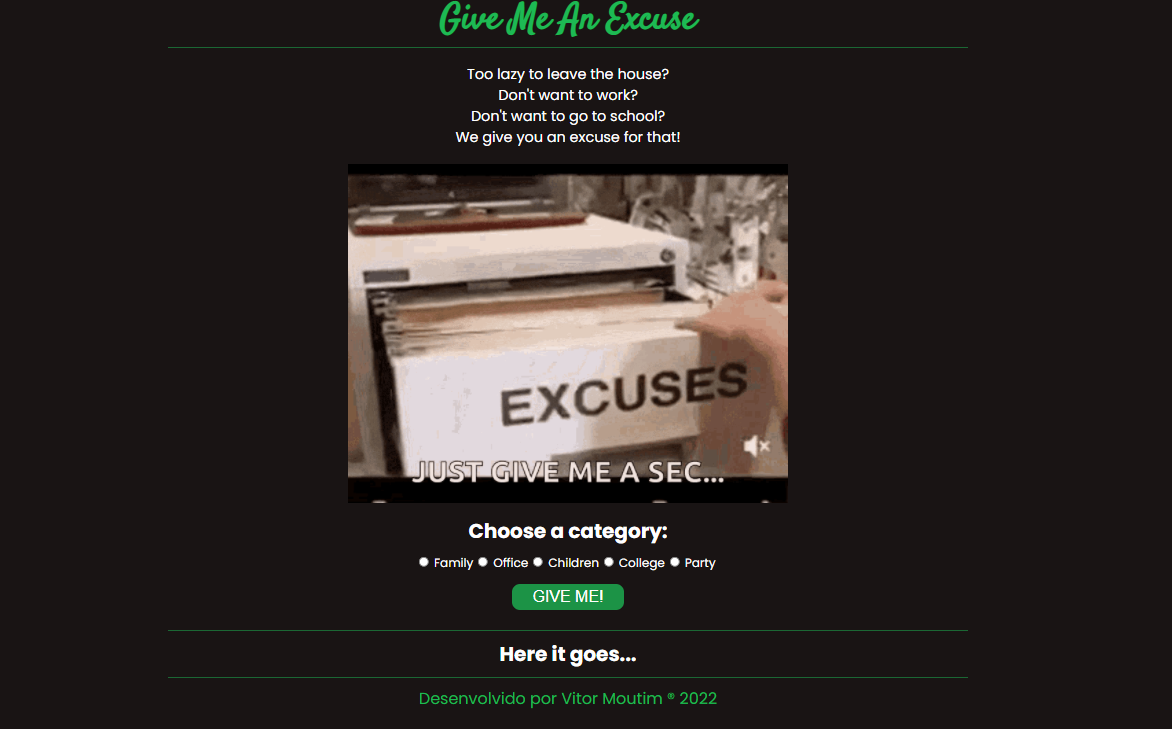 Give Me An Excuse
Too lazy to leave the house?
Don't want to work?
Don't want to go to school?
We give you an excuse for that!
EXCUSES
JUST GIVE ME A SEC...
Choose a category:
Family Office Children College Party
GIVE ME!
Here it goes...
Desenvolvido por Vitor Moutim ® 2022